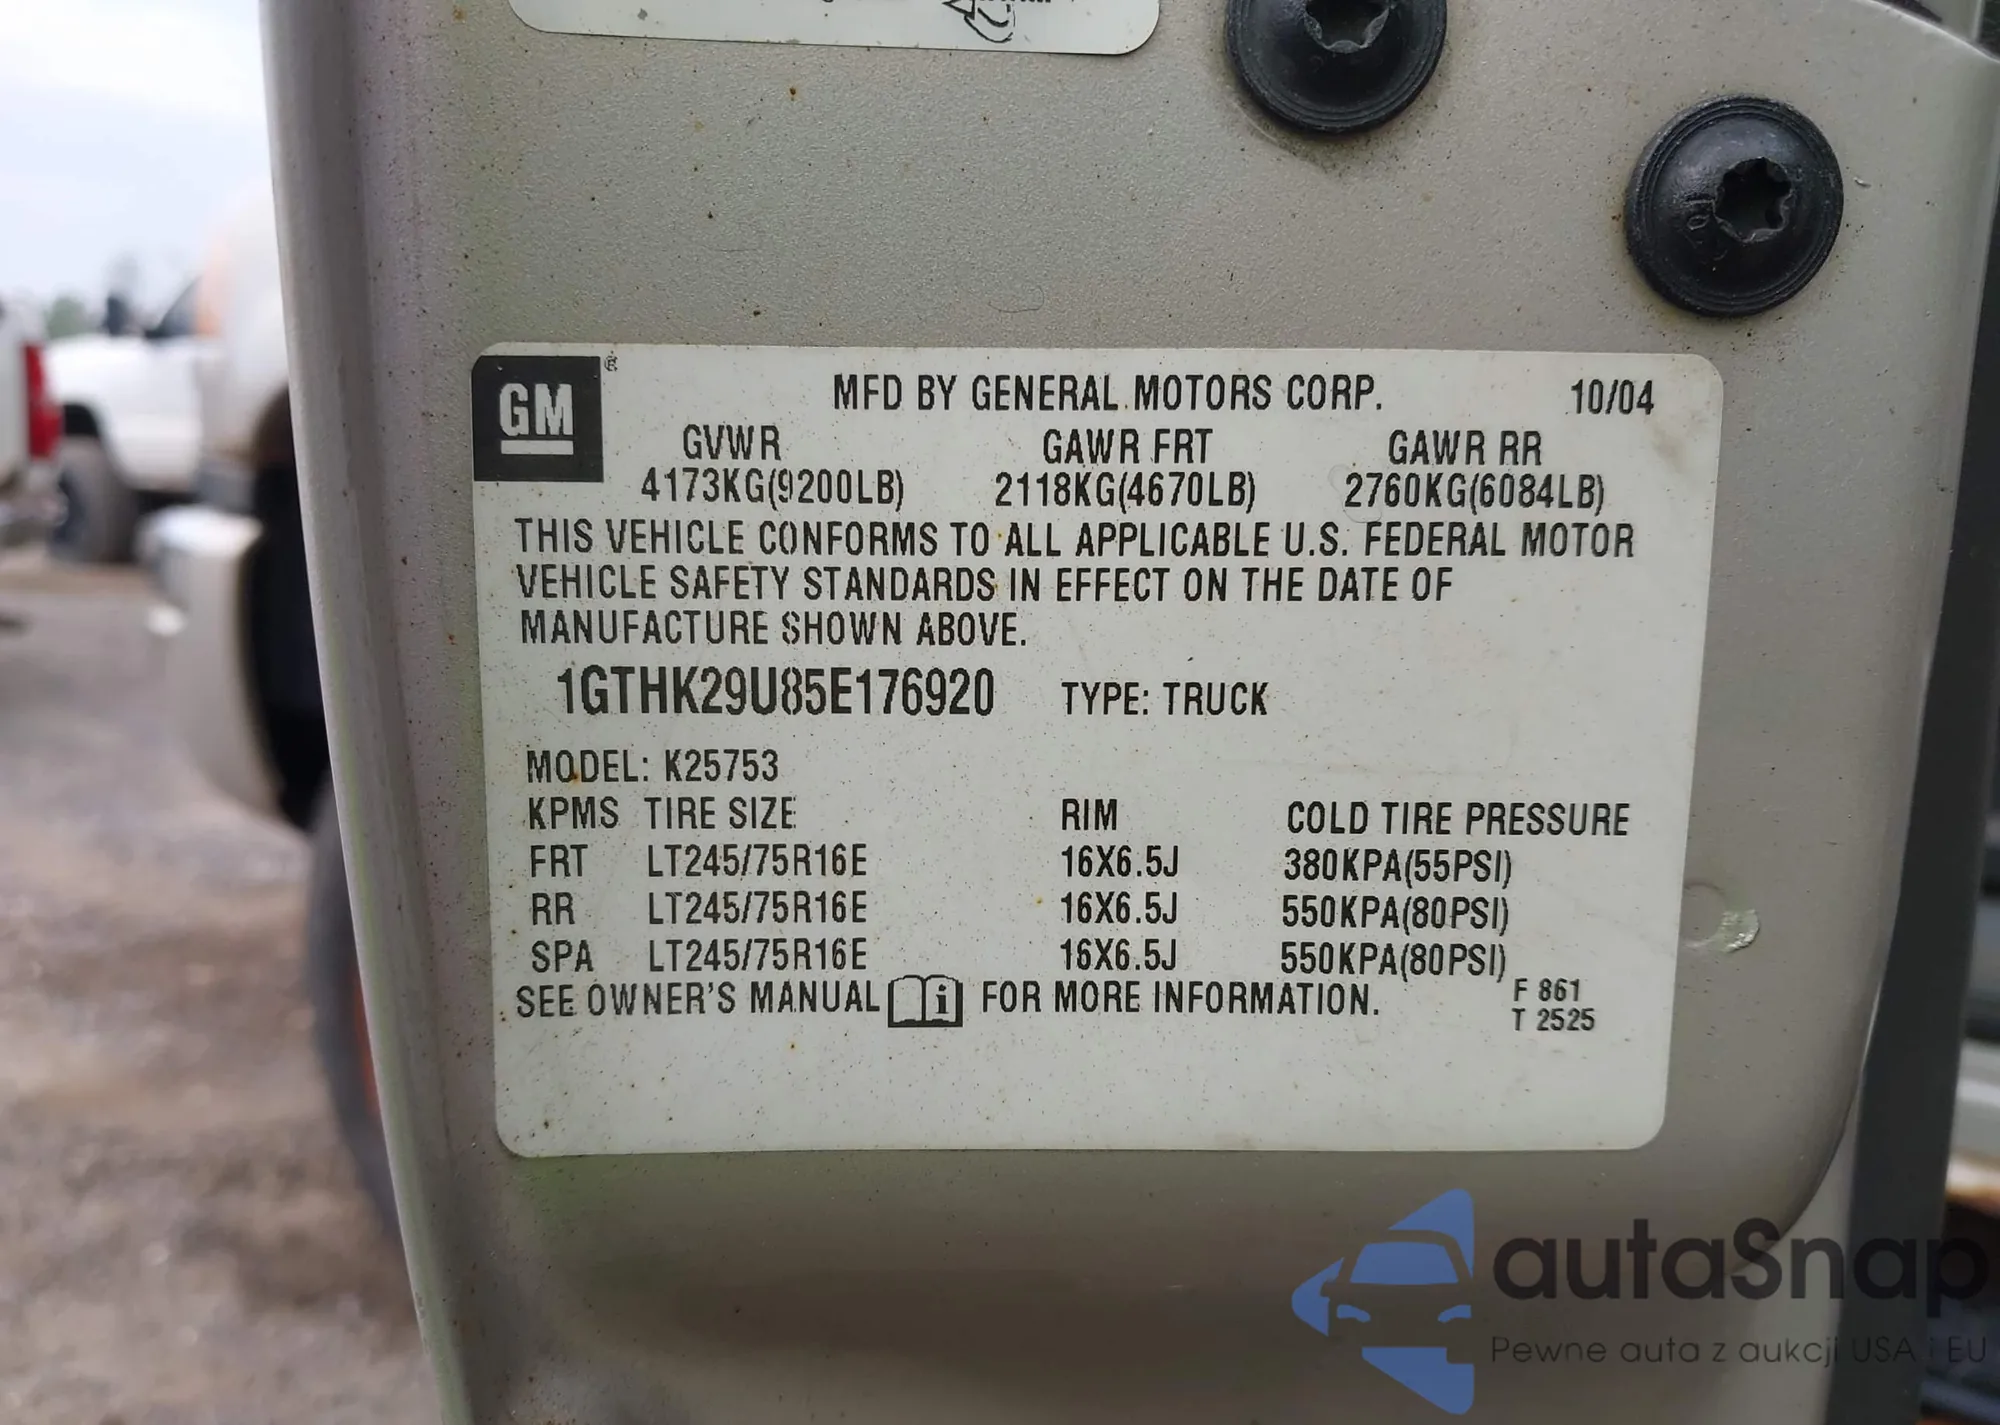 GM ®
MFD BY GENERAL MOTORS CORP. 10/04
GVWR GAWR FRT GAWR RR
4173KG(9200LB) 2118KG(4670LB) 2760KG(6084LB)
THIS VEHICLE CONFORMS TO ALL APPLICABLE U.S. FEDERAL MOTOR
VEHICLE SAFETY STANDARDS IN EFFECT ON THE DATE OF
MANUFACTURE SHOWN ABOVE.
1GTHK29U85E176920 TYPE: TRUCK
MODEL: K25753
KPMS TIRE SIZE RIM COLD TIRE PRESSURE
FRT LT245/75R16E 16X6.5J 380KPA(55PSI)
RR LT245/75R16E 16X6.5J 550KPA(80PSI)
SPA LT245/75R16E 16X6.5J 550KPA(80PSI)
SEE OWNER'S MANUAL i FOR MORE INFORMATION.
F 861
T 2525
autaSnap
Pewne auta z aukcji USA i EU